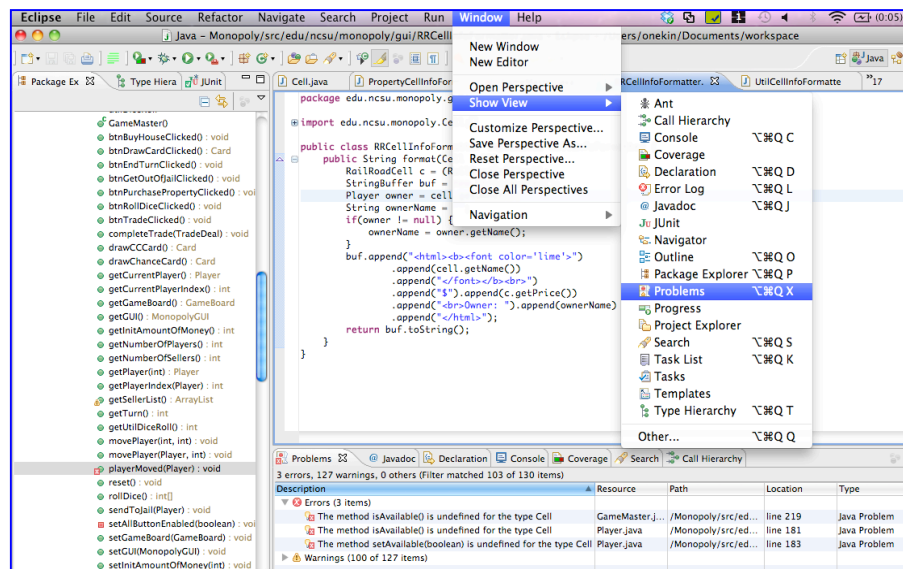 Eclipse File Edit Source Refactor Navigate Search Project Run Window Help (0:05)
Java – Monopoly/src/edu/ncsu/monopoly/gui/RRCell
ers/onekin/Documents/workspace
Java
Package Ex Type Hiera JUnit
GameMaster()
btnBuyHouseClicked() : void
btnDrawCardClicked() : Card
btnEndTurnClicked() : void
btnGetOutOfJailClicked() : void
btnPurchasePropertyClicked() : voi
btnRollDiceClicked() : void
btnTradeClicked() : void
completeTrade(TradeDeal) : void
drawCCCard() : Card
drawChanceCard() : Card
getCurrentPlayer() : Player
getCurrentPlayerIndex() : int
getGameBoard() : GameBoard
getGUI() : MonopolyGUI
getInitAmountOfMoney() : int
getNumberOfPlayers() : int
getNumberOfSellers() : int
getPlayer(int) : Player
getPlayerIndex(Player) : int
getSellerList() : ArrayList
getTurn() : int
getUtilDiceRoll() : int
movePlayer(int, int) : void
movePlayer(Player, int) : void
playerMoved(Player) : void
reset() : void
rollDice() : int[]
sendToJail(Player) : void
setAllButtonEnabled(boolean) : voi
setGameBoard(GameBoard) : void
setGUI(MonopolyGUI) : void
setInitAmountOfMoney(int) : void
Cell.java PropertyCellInfoFor RCellInfoFormatter. UtilCellInfoFormatte »17
package edu.ncsu.monopoly.g
import edu.ncsu.monopoly.Ce
public class RRCellInfoForm
public String format(Ce
RailRoadCell c = (R
StringBuffer buf =
Player owner = cell
String ownerName =
if(owner != null) {
ownerName = owner.getName();
}
buf.append("<html><b><font color='lime'>")
.append(cell.getName())
.append("</font></b><br>")
.append("$").append(c.getPrice())
.append("<br>Owner: ").append(ownerName)
.append("</html>");
return buf.toString();
}
}
New Window
New Editor
Open Perspective
Show View
Customize Perspective...
Save Perspective As...
Reset Perspective...
Close Perspective
Close All Perspectives
Navigation
Ant
Call Hierarchy
Console ⌥⌘Q C
Coverage
Declaration ⌥⌘Q D
Error Log ⌥⌘Q L
@ Javadoc ⌥⌘Q J
Ju JUnit
Navigator
Outline ⌥⌘Q O
Package Explorer ⌥⌘Q P
Problems ⌥⌘Q X
Progress
Project Explorer
Search ⌥⌘Q S
Task List ⌥⌘Q K
Tasks
Templates
Type Hierarchy ⌥⌘Q T
Other... ⌥⌘Q Q
Problems @ Javadoc Declaration Console Coverage Search Call Hierarchy
3 errors, 127 warnings, 0 others (Filter matched 103 of 130 items)
Description Resource Path Location Type
Errors (3 items)
The method isAvailable() is undefined for the type Cell GameMaster.j... /Monopoly/src/ed... line 219 Java Problem
The method isAvailable() is undefined for the type Cell Player.java /Monopoly/src/ed... line 181 Java Problem
The method setAvailable(boolean) is undefined for the type Cell Player.java /Monopoly/src/ed... line 183 Java Problem
Warnings (100 of 127 items)